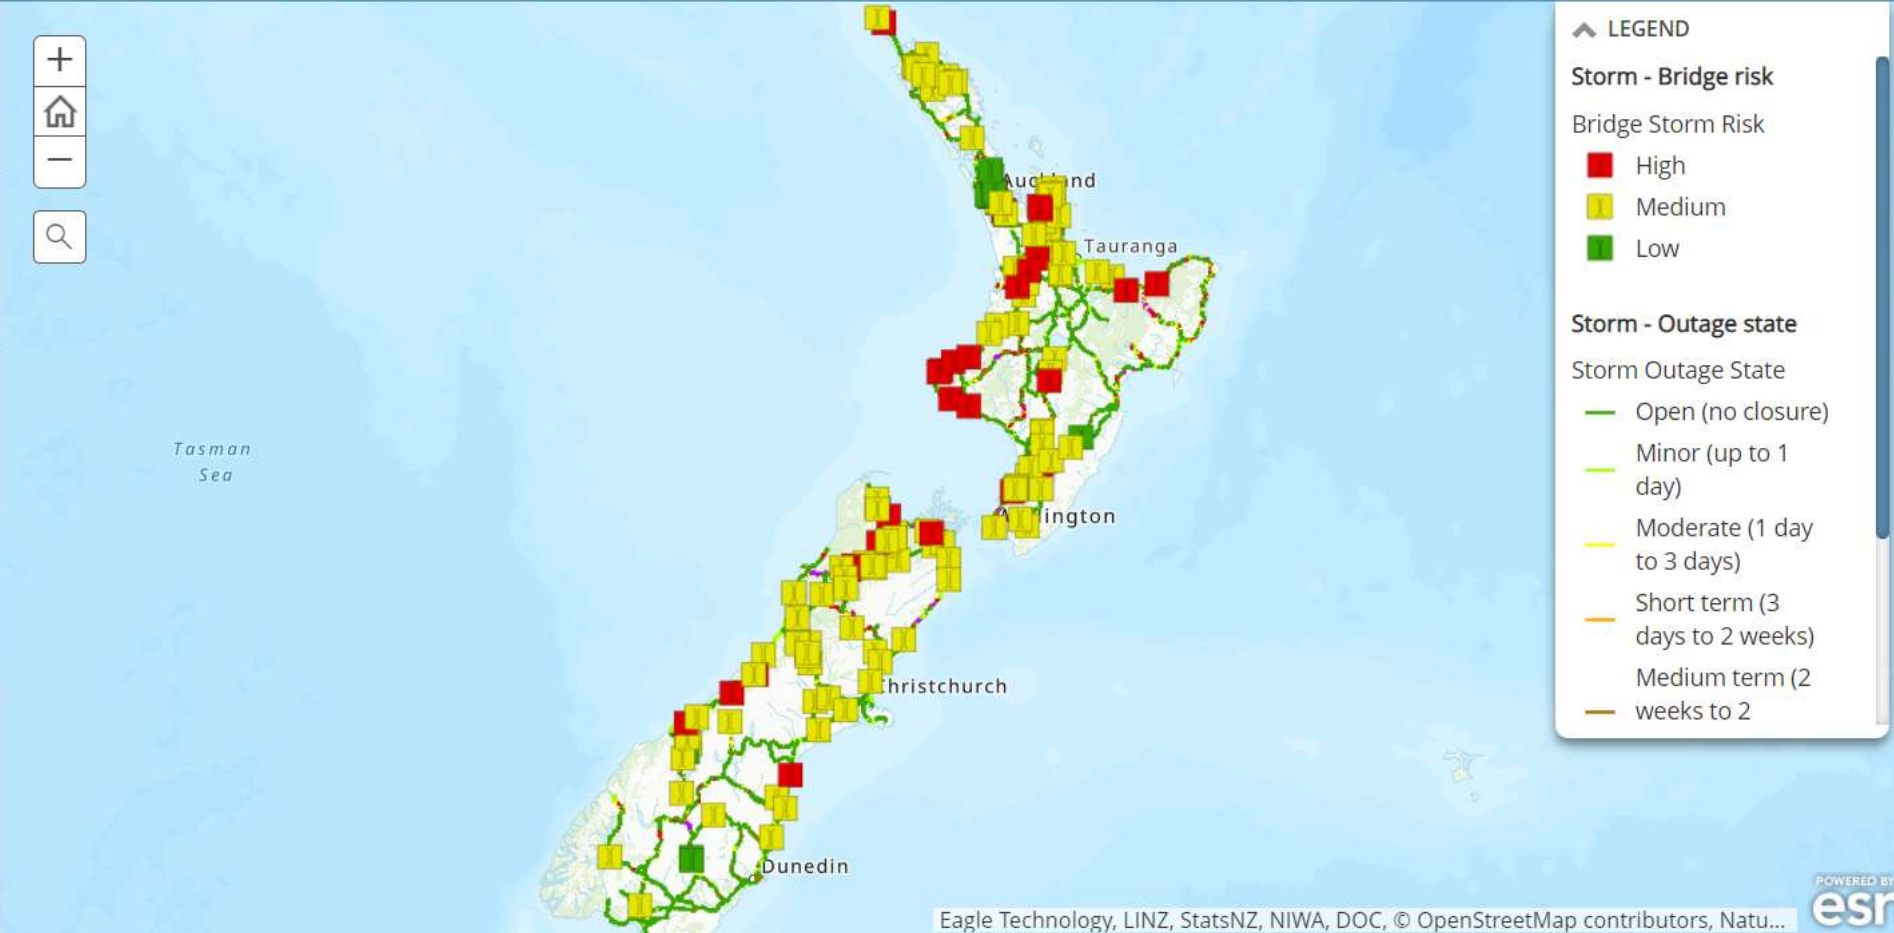 LEGEND
Storm - Bridge risk
Bridge Storm Risk
High
Medium
Low
Storm - Outage state
Storm Outage State
Open (no closure)
Minor (up to 1
day)
Moderate (1 day
to 3 days)
Short term (3
days to 2 weeks)
Medium term (2
weeks to 2
Tauranga
Tasman
Sea
Christchurch
Dunedin
Eagle Technology, LINZ, StatsNZ, NIWA, DOC, © OpenStreetMap contributors, Natu...
POWERED BY